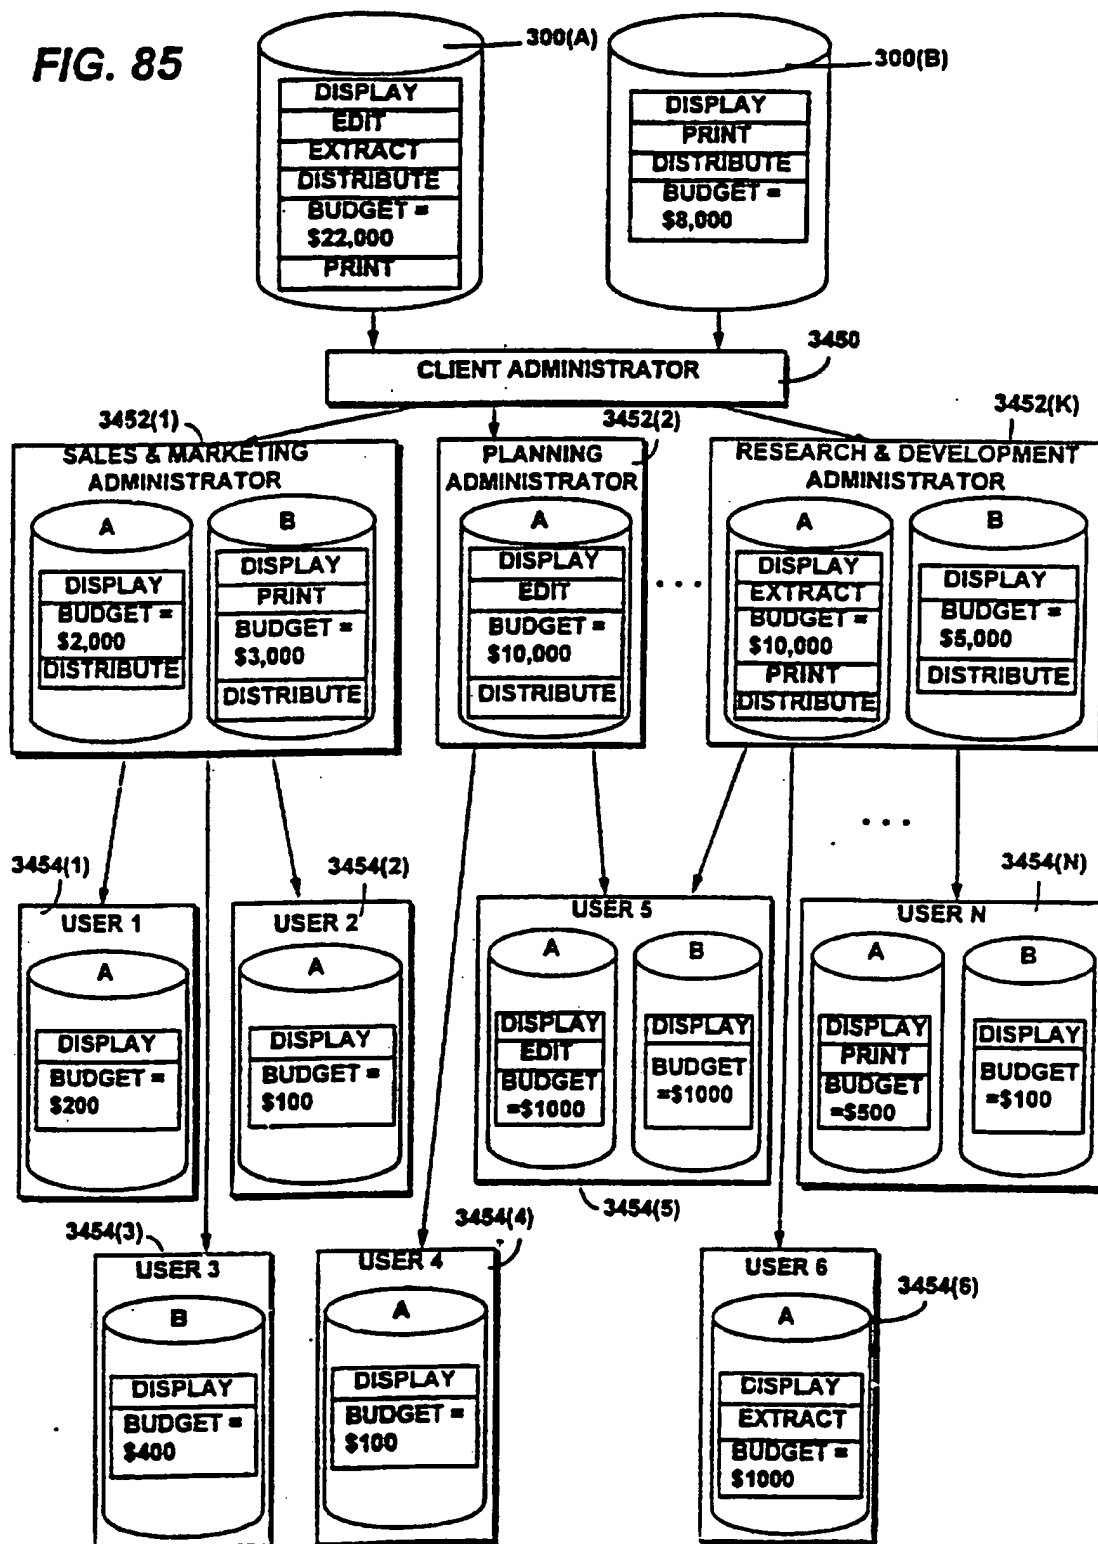 FIG. 85
300(A)
300(B)
DISPLAY
EDIT
EXTRACT
DISTRIBUTE
BUDGET =
$22,000
PRINT
DISPLAY
PRINT
DISTRIBUTE
BUDGET =
$8,000
CLIENT ADMINISTRATOR
3450
3452(1)
SALES & MARKETING
ADMINISTRATOR
A
DISPLAY
BUDGET =
$2,000
DISTRIBUTE
B
DISPLAY
PRINT
BUDGET =
$3,000
DISTRIBUTE
3452(2)
PLANNING
ADMINISTRATOR
A
DISPLAY
EDIT
BUDGET =
$10,000
DISTRIBUTE
. . .
3452(K)
RESEARCH & DEVELOPMENT
ADMINISTRATOR
A
DISPLAY
EXTRACT
BUDGET =
$10,000
PRINT
DISTRIBUTE
B
DISPLAY
BUDGET =
$5,000
DISTRIBUTE
. . .
3454(1)
USER 1
A
DISPLAY
BUDGET =
$200
3454(2)
USER 2
A
DISPLAY
BUDGET =
$100
USER 5
A
DISPLAY
EDIT
BUDGET
=$1000
B
DISPLAY
BUDGET
=$1000
3454(5)
3454(N)
USER N
A
DISPLAY
PRINT
BUDGET
=$500
B
DISPLAY
BUDGET
=$100
3454(3)
USER 3
B
DISPLAY
BUDGET =
$400
3454(4)
USER 4
A
DISPLAY
BUDGET =
$100
USER 6
3454(6)
A
DISPLAY
EXTRACT
BUDGET =
$1000